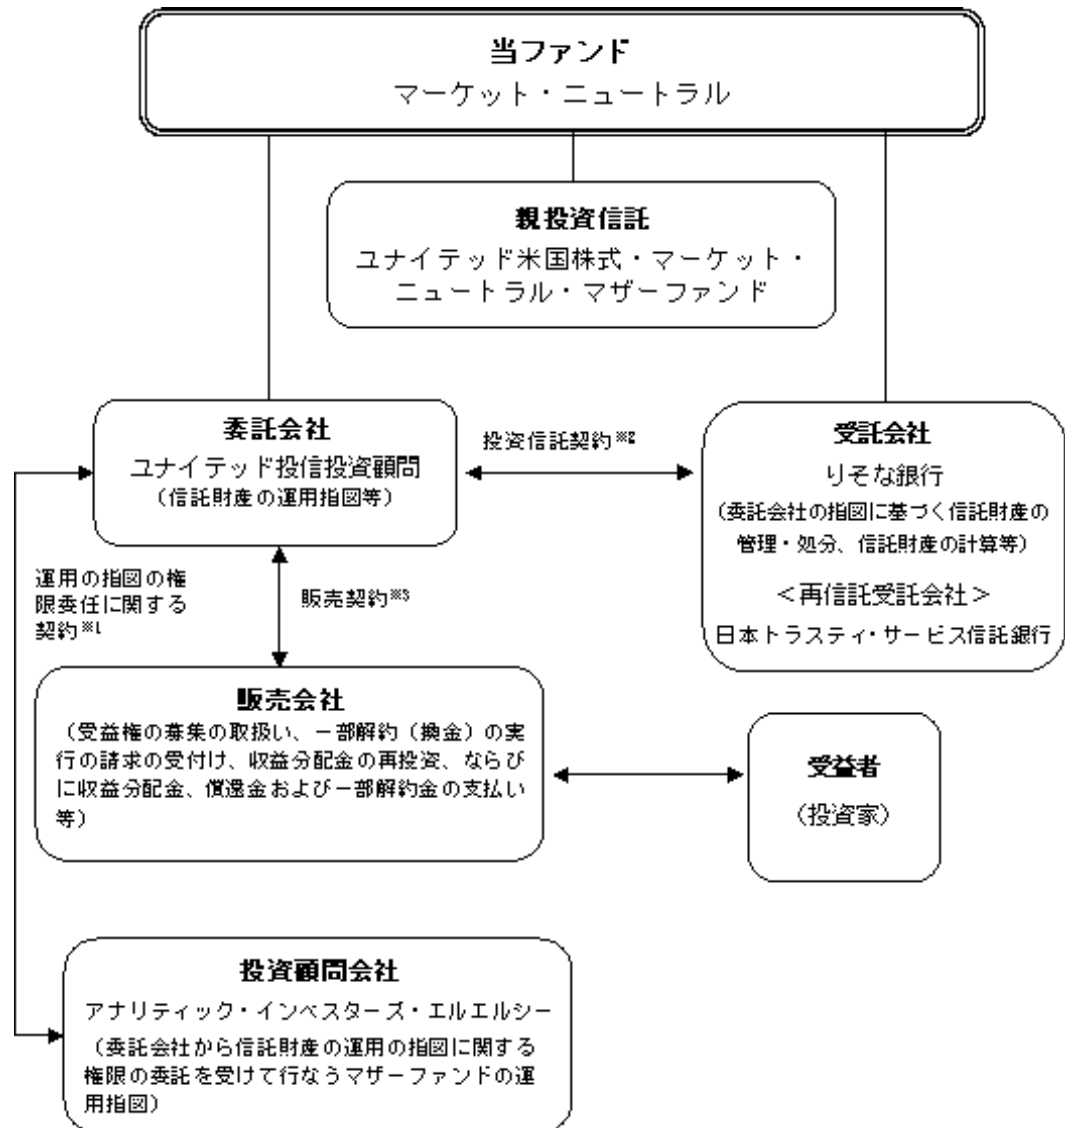 当ファンド
マーケット・ニュートラル
親投資信託
ユナイテッド米国株式・マーケット・
ニュートラル・マザーファンド
委託会社
ユナイテッド投信投資顧問
（信託財産の運用指図等）
投資信託契約※2
受託会社
りそな銀行
（委託会社の指図に基づく信託財産の
管理・処分、信託財産の計算等）
＜再信託受託会社＞
日本トラスティ・サービス信託銀行
運用の指図の権
限委任に関する
契約※1
販売契約※3
販売会社
（受益権の募集の取扱い、一部解約（換金）の実
行の請求の受付け、収益分配金の再投資、ならび
に収益分配金、償還金および一部解約金の支払い
等）
受益者
（投資家）
投資顧問会社
アナリティック・インベスターズ・エルエルシー
（委託会社から信託財産の運用の指図に関する
権限の委託を受けて行なうマザーファンドの運
用指図）